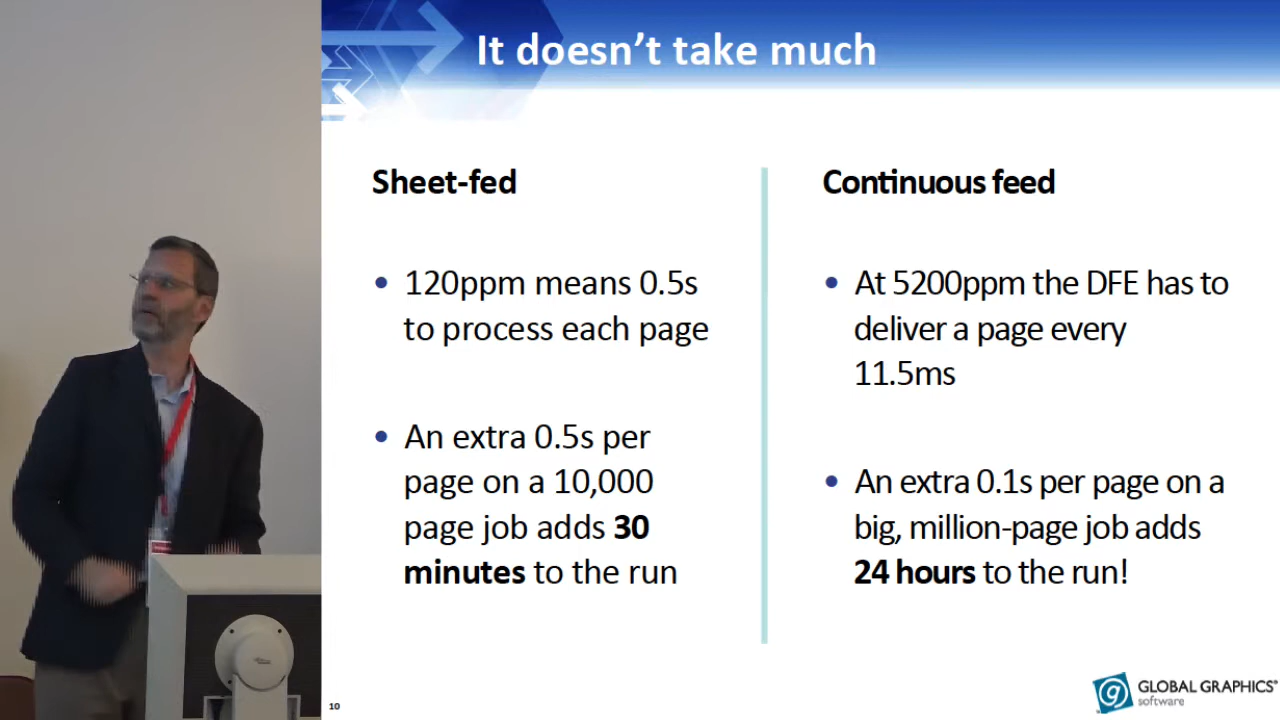 It doesn't take much
Sheet-fed
• 120ppm means 0.5s
to process each page
• An extra 0.5s per
page on a 10,000
page job adds 30
minutes to the run
Continuous feed
• At 5200ppm the DFE has to
deliver a page every
11.5ms
• An extra 0.1s per page on a
big, million-page job adds
24 hours to the run!
10
GLOBAL GRAPHICS®
software